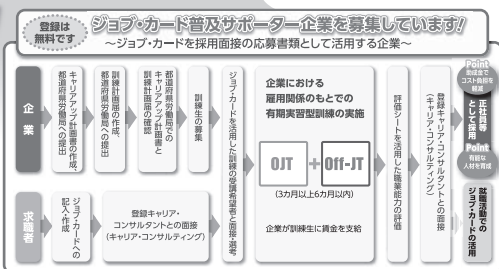 登録は
無料です
ジョブ・カード普及サポーター企業を募集しています!
～ジョブ・カードを採用面接の応募書類として活用する企業～
企業
キャリアアップ計画書の作成、
都道府県労働局への提出
訓練計画届の作成、
都道府県労働局への提出
都道府県労働局での
キャリアアップ計画書と
訓練計画届の確認
訓練生の募集
求職者
ジョブ・カードへの
記入・作成
登録キャリア・
コンサルタントとの面接
(キャリア・コンサルティング)
ジョブ・カードを活用した訓練の受講希望者と面接・選考
企業における
雇用関係のもとでの
有期実習型訓練の実施
OJT + Off-JT
(3カ月以上6カ月以内)
企業が訓練生に賃金を支給
評価シートを活用した職業能力の評価
登録キャリア・コンサルタントとの面接
(キャリア・コンサルティング)
Point
助成金で
コスト負担を
軽減
正社員等
として採用
Point
有能な
人材を育成
就職活動での
ジョブ・カードの活用